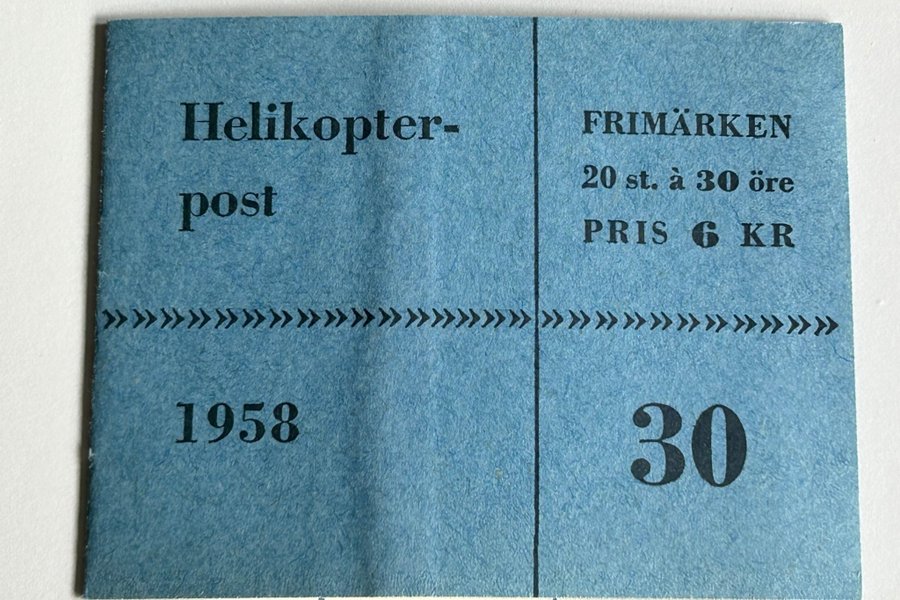 Helikopter-
post
FRIMÄRKEN
20 st. à 30 öre
PRIS 6 KR
1958
30